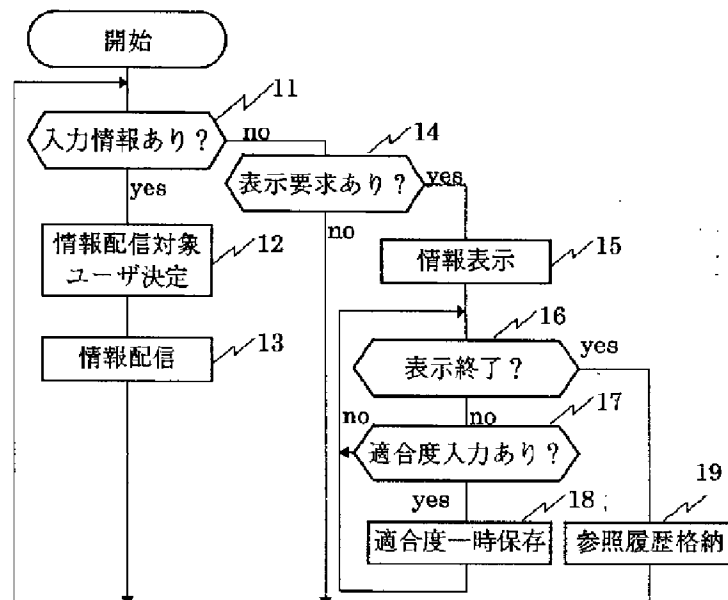 開始
11
入力情報あり?
no
14
表示要求あり?
yes
yes
no
情報配信対象
ユーザ決定
12
情報表示
15
情報配信
13
16
表示終了?
yes
no
no
17
適合度入力あり?
yes
18
適合度一時保存
19
参照履歴格納